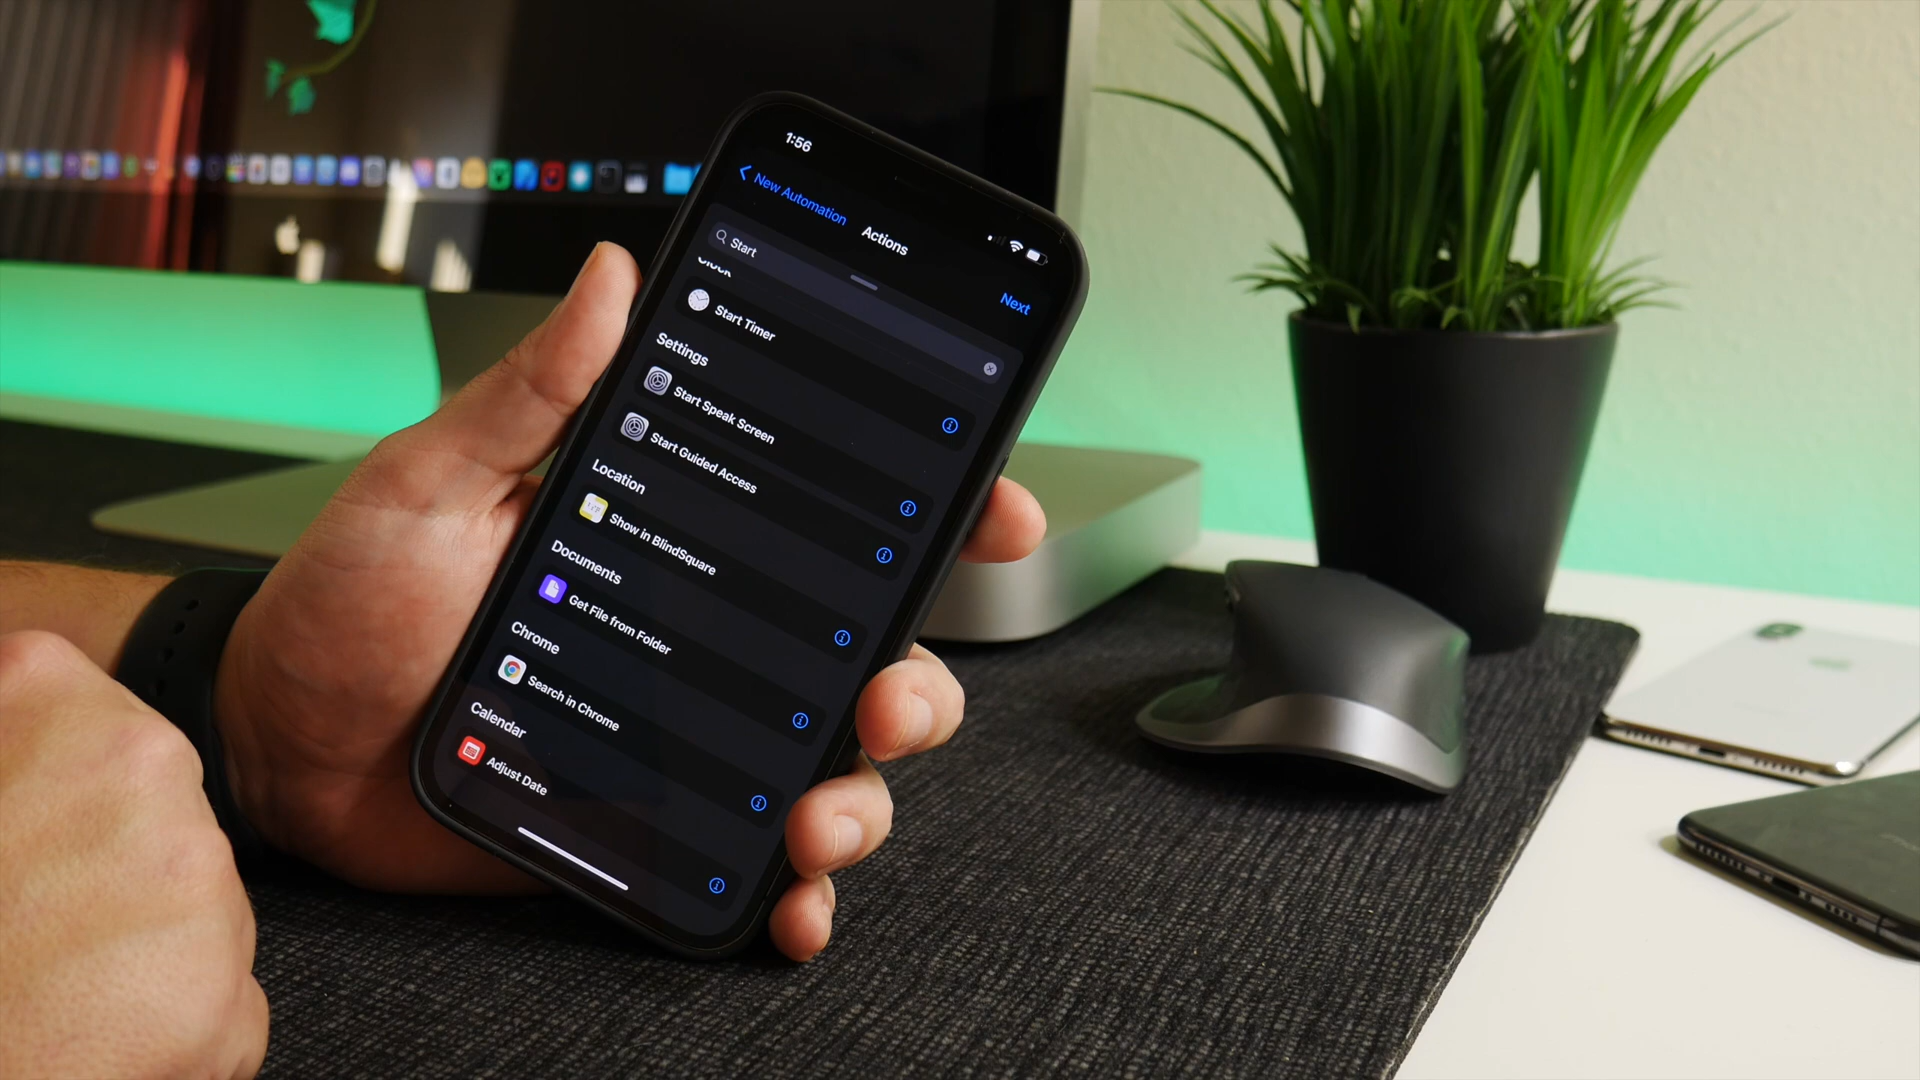 1:56
New Automation
Actions
Next
Start
Clock
Start Timer
Settings
Start Speak Screen
Start Guided Access
Location
Show in BlindSquare
Documents
Get File from Folder
Chrome
Search in Chrome
Calendar
Adjust Date